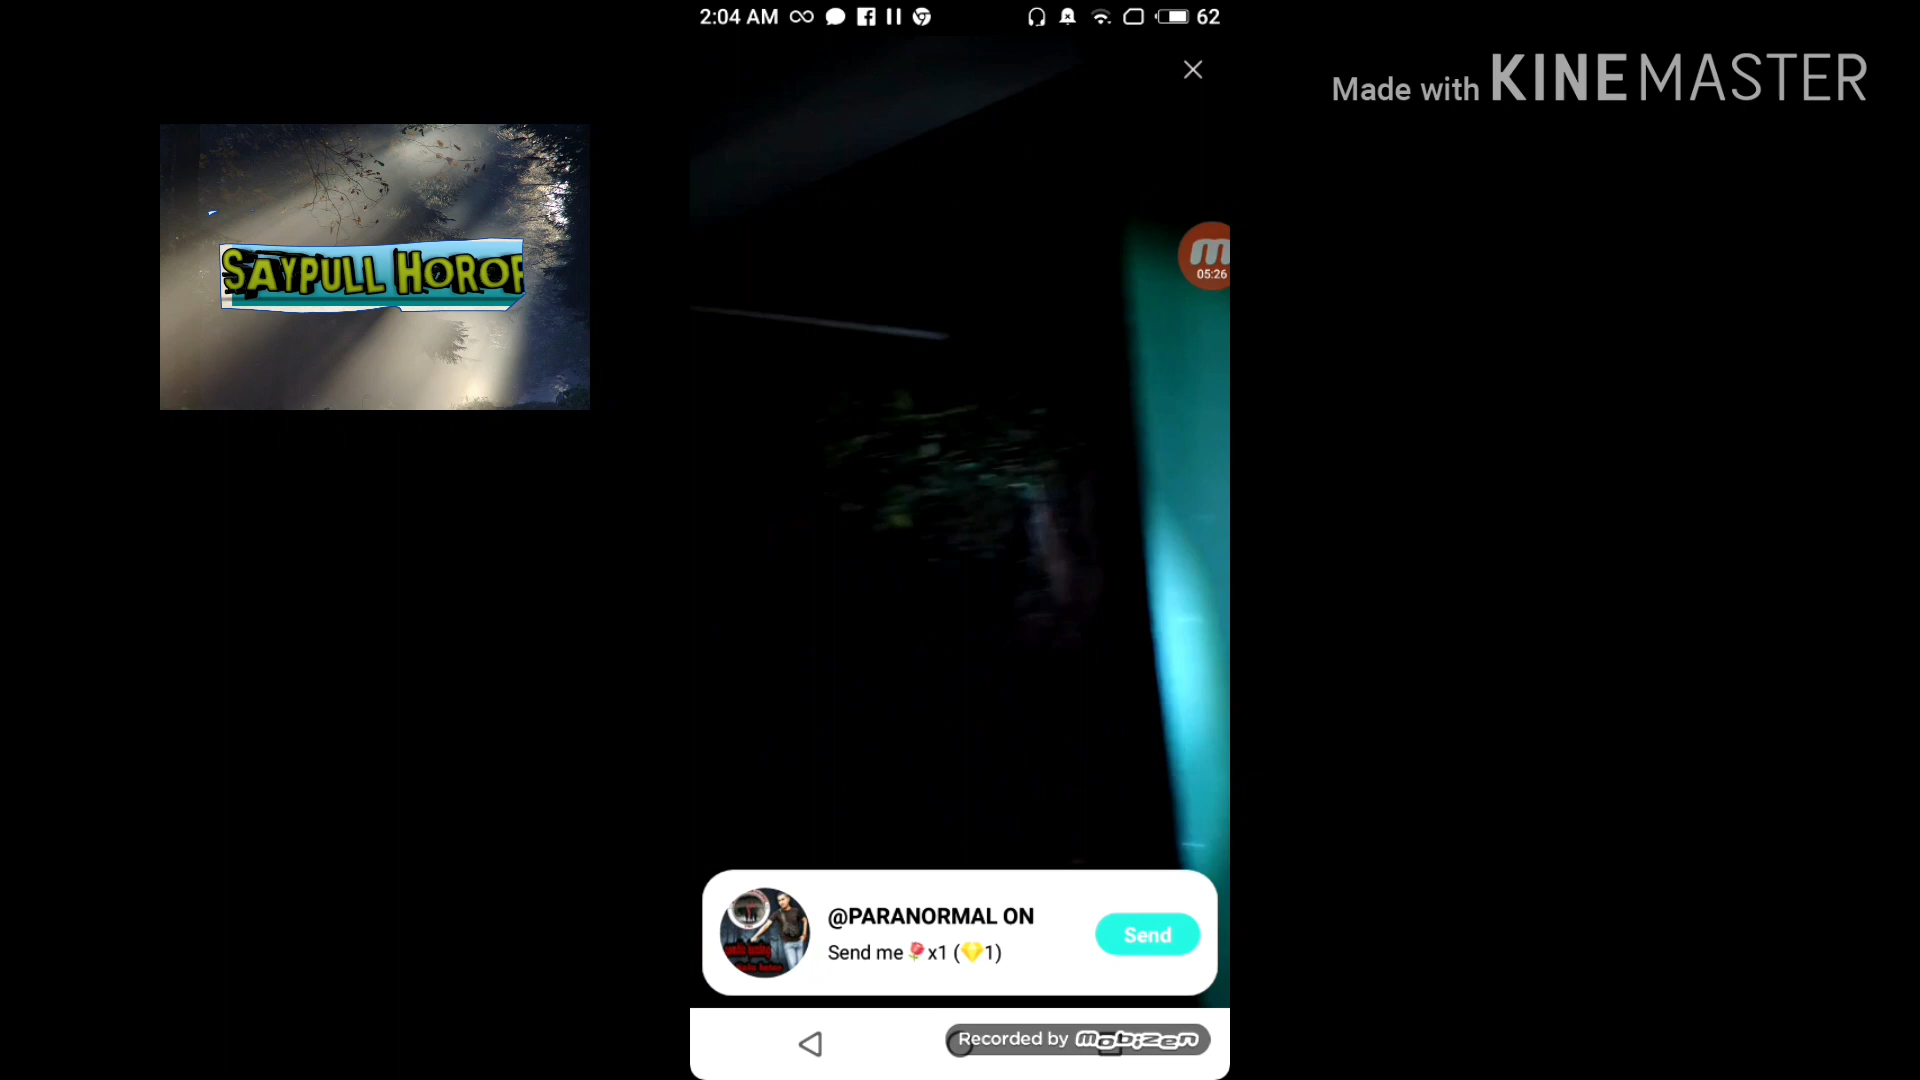 2:04 AM
62
Made with KINEMASTER
SAYPULL HOROR
05:26
@PARANORMAL ON
Send me🌹x1 (💎1)
Send
Recorded by mobizen